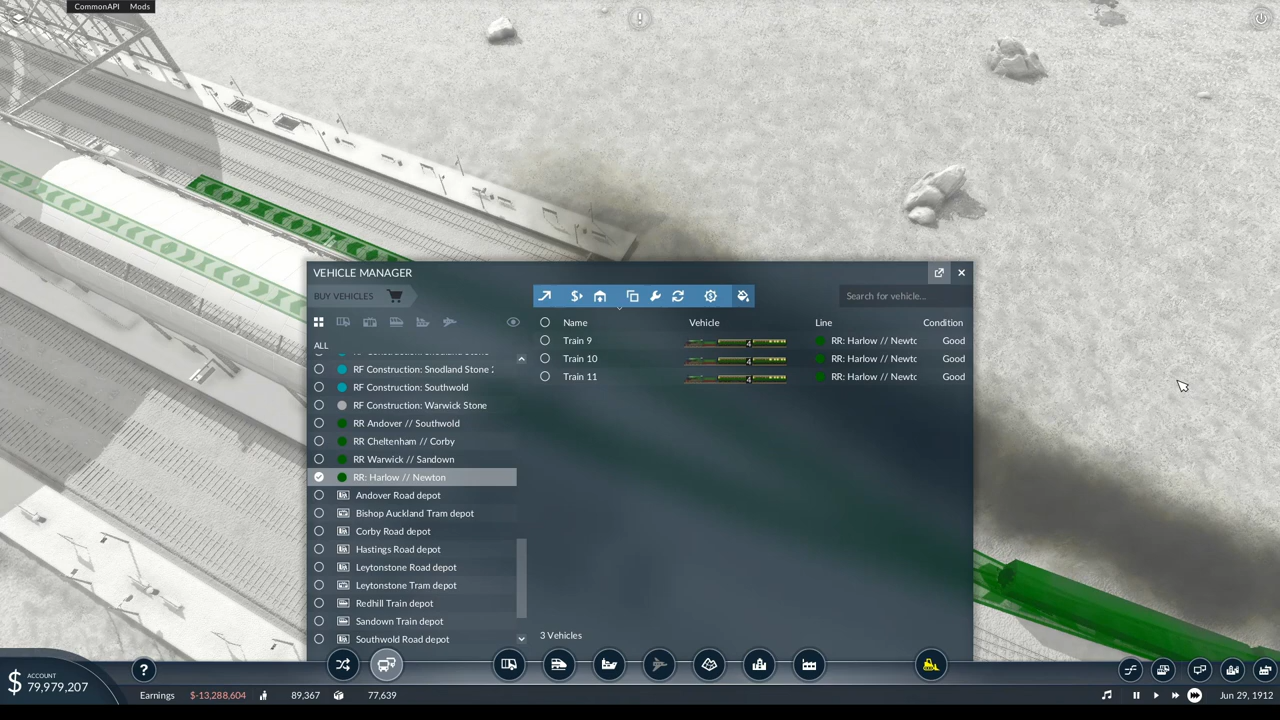 CommonAPI Mods
VEHICLE MANAGER
BUY VEHICLES
Search for vehicle...
ALL
Name Vehicle Line Condition
Train 9 4 RR: Harlow // Newtc Good
Train 10 4 RR: Harlow // Newtc Good
Train 11 4 RR: Harlow // Newtc Good
RF Construction: Snodland Stone 2
RF Construction: Southwold
RF Construction: Warwick Stone
RR Andover // Southwold
RR Cheltenham // Corby
RR Warwick // Sandown
RR: Harlow // Newton
Andover Road depot
Bishop Auckland Tram depot
Corby Road depot
Hastings Road depot
Leytonstone Road depot
Leytonstone Tram depot
Redhill Train depot
Sandown Train depot
Southwold Road depot
3 Vehicles
$ ACCOUNT
79,979,207
?
Earnings $-13,288,604 89,367 77,639
Jun 29, 1912